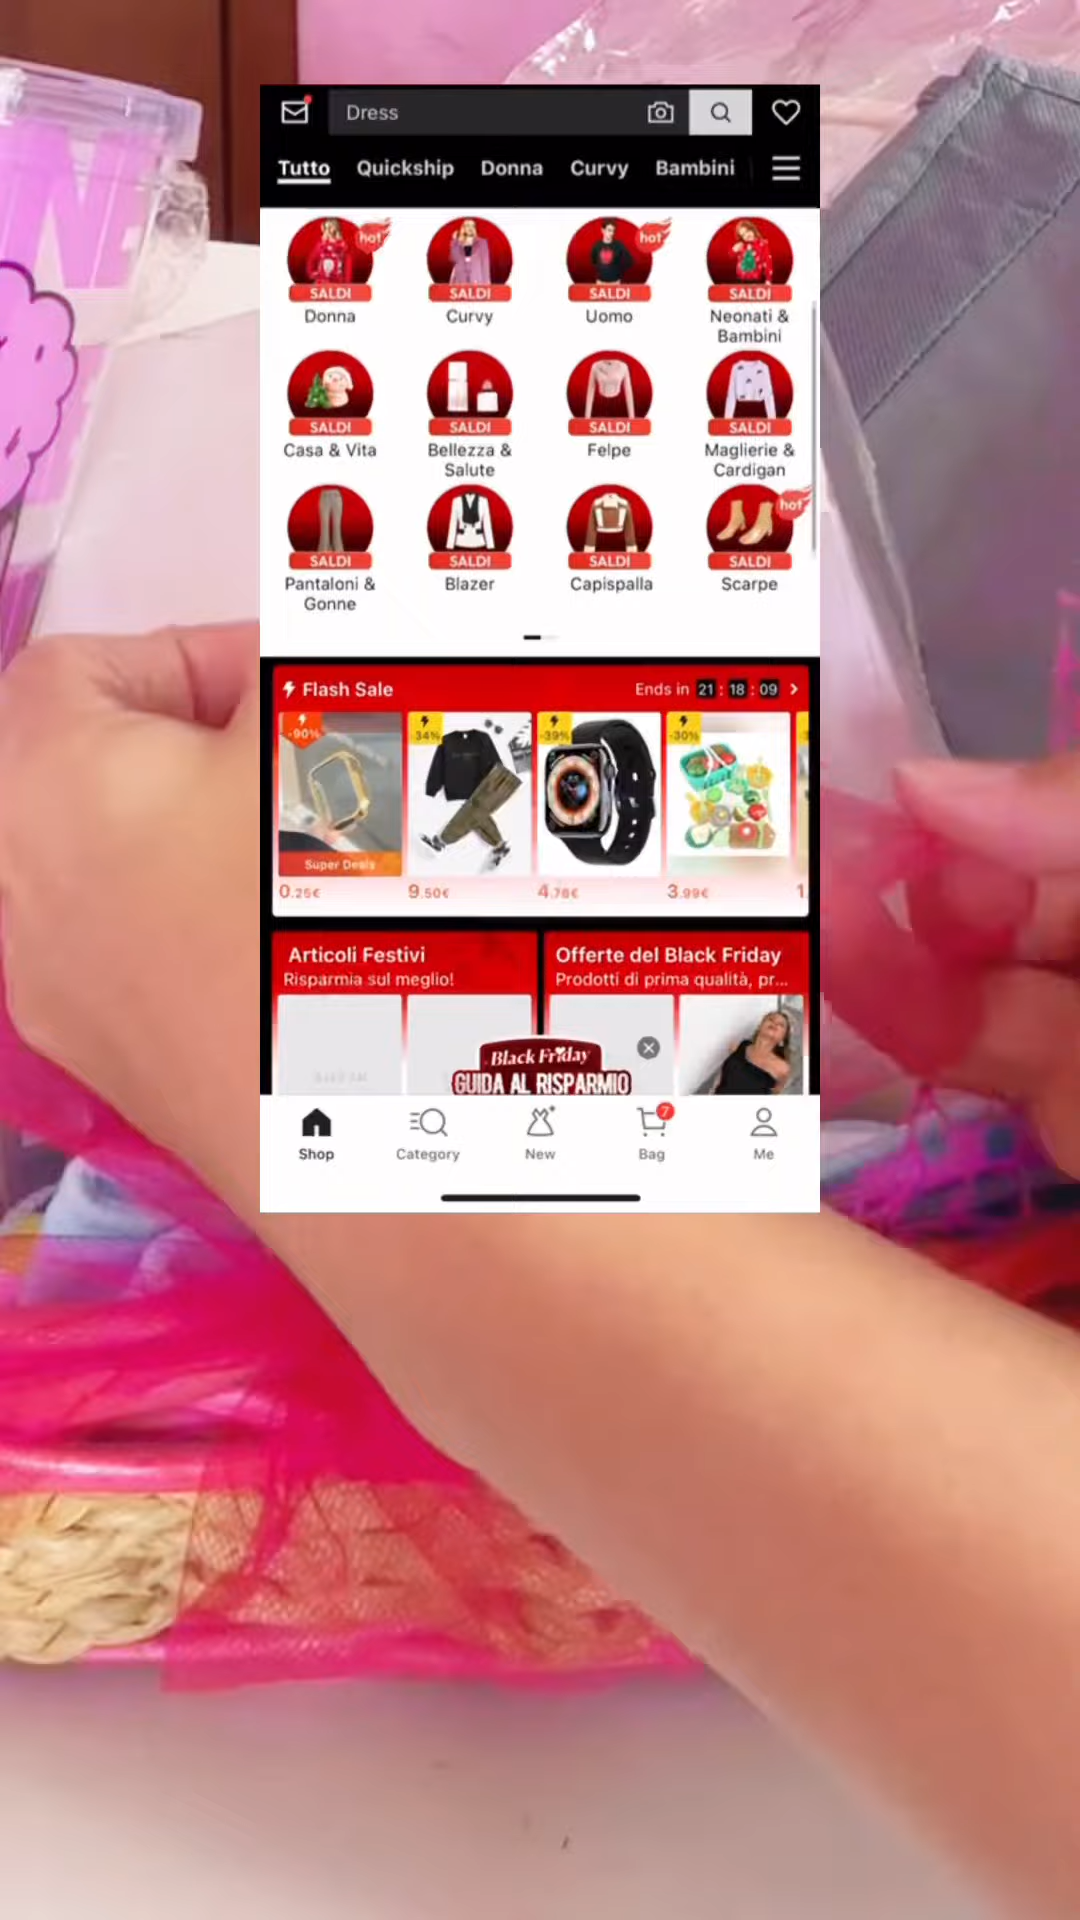 Dress
Tutto Quickship Donna Curvy Bambini
hot
hot
SALDI SALDI SALDI SALDI
Donna Curvy Uomo Neonati &
Bambini
SALDI SALDI SALDI SALDI
Casa & Vita Bellezza & Felpe Maglierie &
Salute Cardigan
hot
SALDI SALDI SALDI SALDI
Pantaloni & Blazer Capispalla Scarpe
Gonne
Flash Sale Ends in 21 : 18 : 09
-90% -34% -39% -30%
Super Deals
0.25€ 9.50€ 4.76€ 3.99€ 1.
Articoli Festivi
Risparmia sul meglio!
Offerte del Black Friday
Prodotti di prima qualità, pr...
Black Friday
GUIDA AL RISPARMIO
7
Shop Category New Bag Me